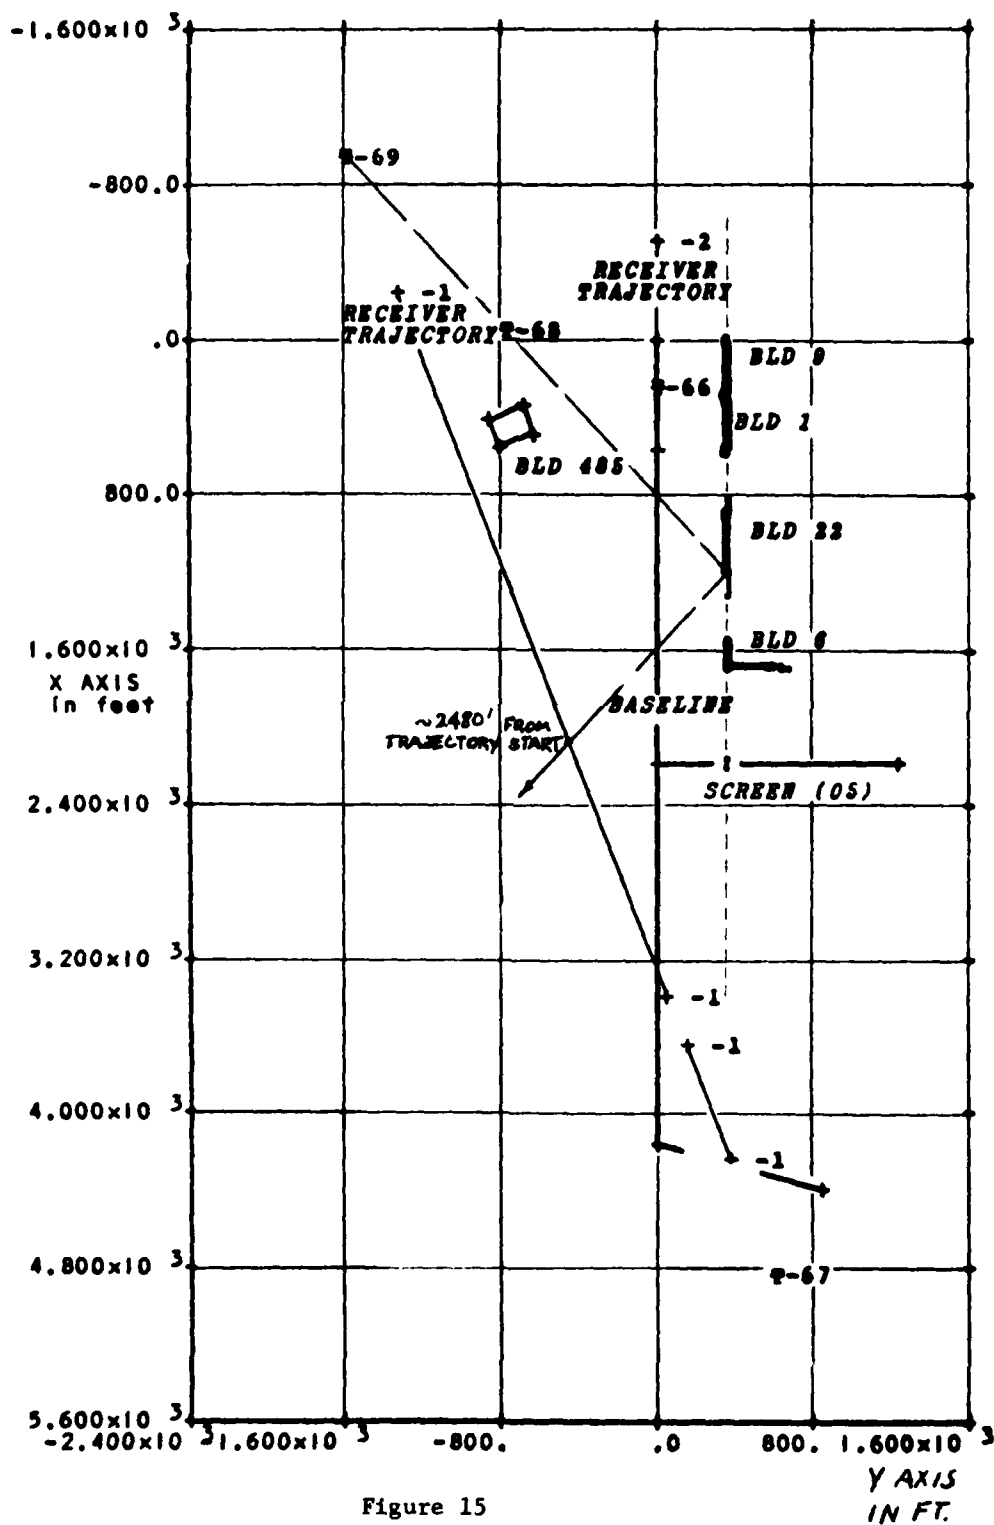 -1.600x10 3
-69
-800.0
-2
RECEIVER
TRAJECTORY
-1
RECEIVER
TRAJECTORY
-68
.0
BLD 9
-66
BLD 1
BLD 485
800.0
BLD 22
1.600x10 3
BLD 6
X AXIS
in feet
BASELINE
~2480' FROM
TRAJECTORY START
SCREEN (OS)
2.400x10 3
3.200x10 3
-1
-1
4.000x10 3
-1
4.800x10 3
T-67
5.600x10 3
-2.400x10 3 -1.600x10 3 -800. .0 800. 1.600x10 3
Y AXIS
IN FT.
Figure 15